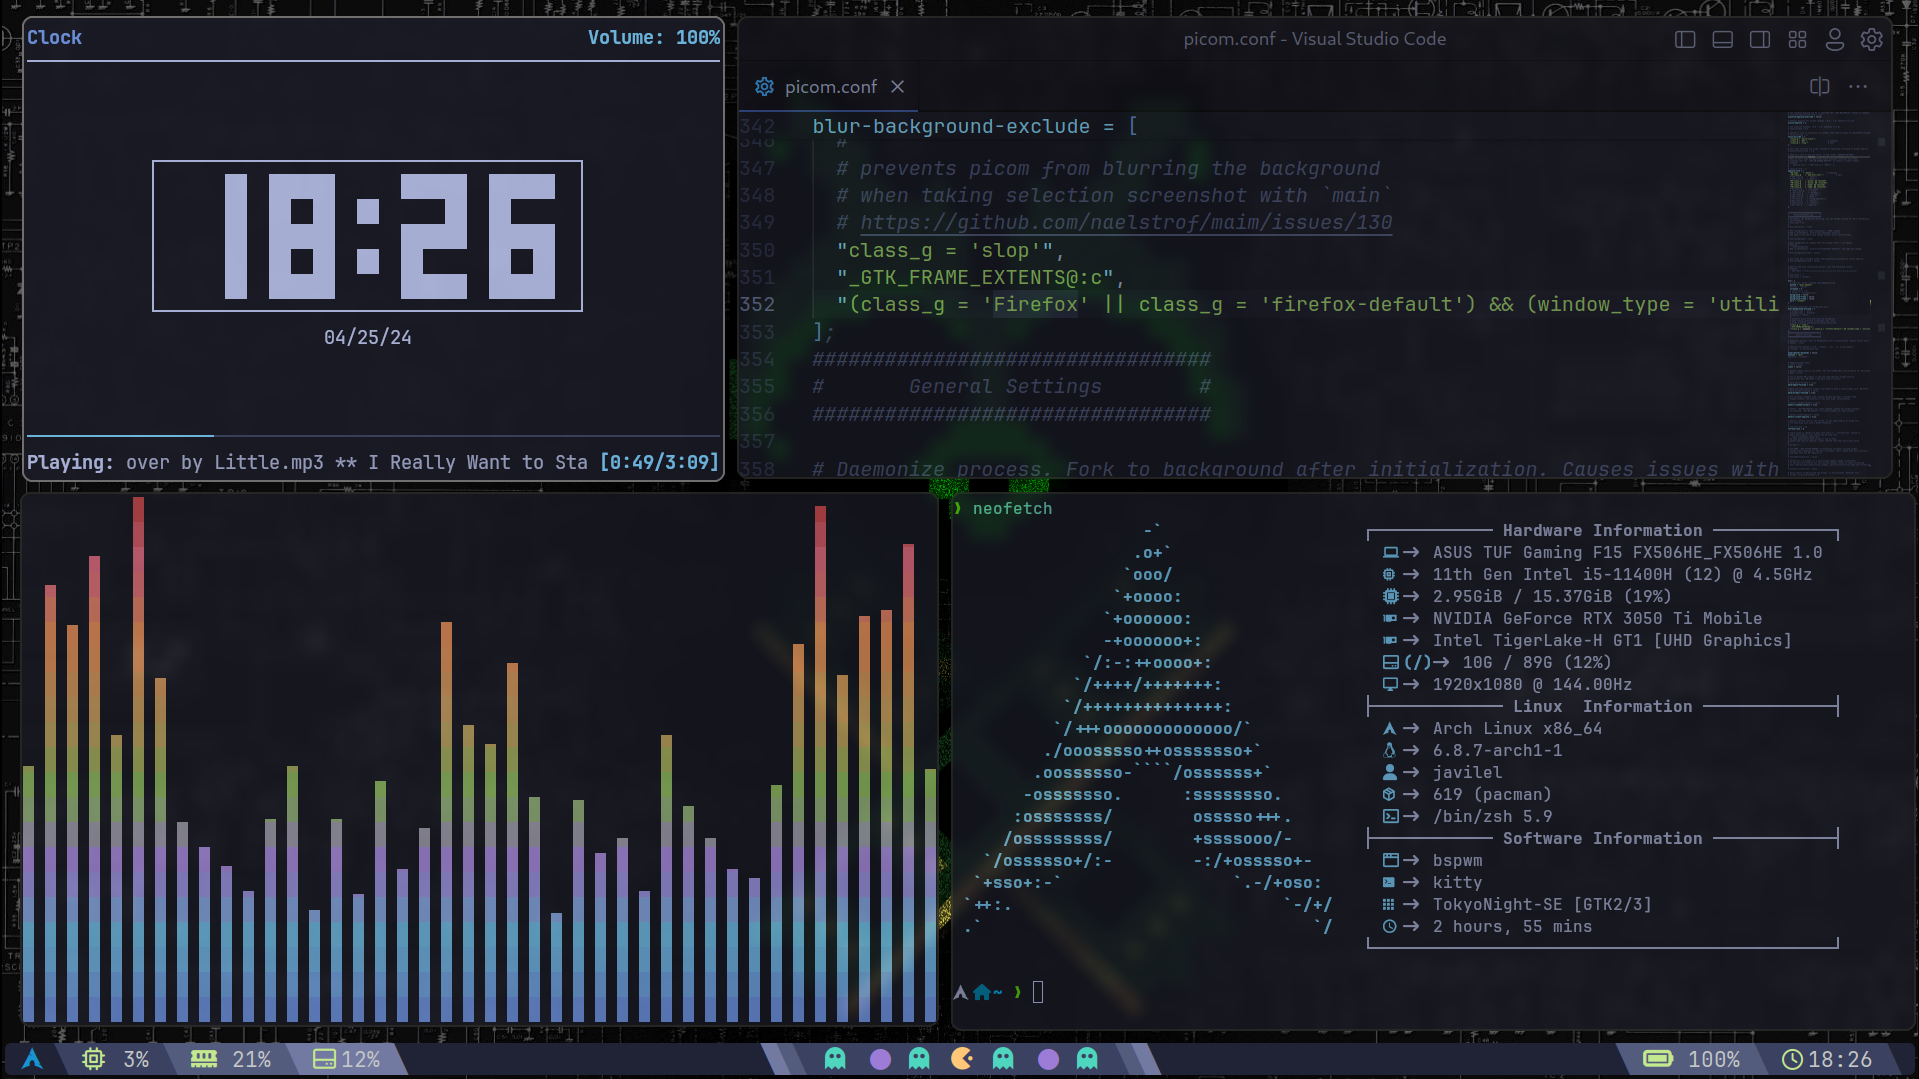 Clock
Volume: 100%
18:26
04/25/24
Playing: over by Little.mp3 ** I Really Want to Sta [0:49/3:09]
picom.conf - Visual Studio Code
picom.conf
342 blur-background-exclude = [
346 #
347 # prevents picom from blurring the background
348 # when taking selection screenshot with `main`
349 # https://github.com/naelstrof/maim/issues/130
350 "class_g = 'slop'",
351 "_GTK_FRAME_EXTENTS@:c",
352 "(class_g = 'Firefox' || class_g = 'firefox-default') && (window_type = 'utili
353 ];
354 #################################
355 # General Settings #
356 #################################
357
358 # Daemonize process. Fork to background after initialization. Causes issues with
❯ neofetch
-`
.o+`
`ooo/
`+oooo:
`+oooooo:
-+oooooo+:
`/:-:++oooo+:
`/++++/+++++++:
`/++++++++++++++:
`/+++ooooooooooooo/`
./ooosssso++osssssso+`
.oossssso-````/ossssss+`
-osssssso. :ssssssso.
:osssssss/ osssso+++.
/ossssssss/ +ssssooo/-
`/ossssso+/:- -:/+osssso+-
`+sso+:-` `.-/+oso:
`++:. `-/+/
.` `/
Hardware Information
ASUS TUF Gaming F15 FX506HE_FX506HE 1.0
11th Gen Intel i5-11400H (12) @ 4.5GHz
2.95GiB / 15.37GiB (19%)
NVIDIA GeForce RTX 3050 Ti Mobile
Intel TigerLake-H GT1 [UHD Graphics]
(/) 10G / 89G (12%)
1920x1080 @ 144.00Hz
Linux Information
Arch Linux x86_64
6.8.7-arch1-1
javilel
619 (pacman)
/bin/zsh 5.9
Software Information
bspwm
kitty
TokyoNight-SE [GTK2/3]
2 hours, 55 mins
~ ❯
3% 21% 12%
100% 18:26